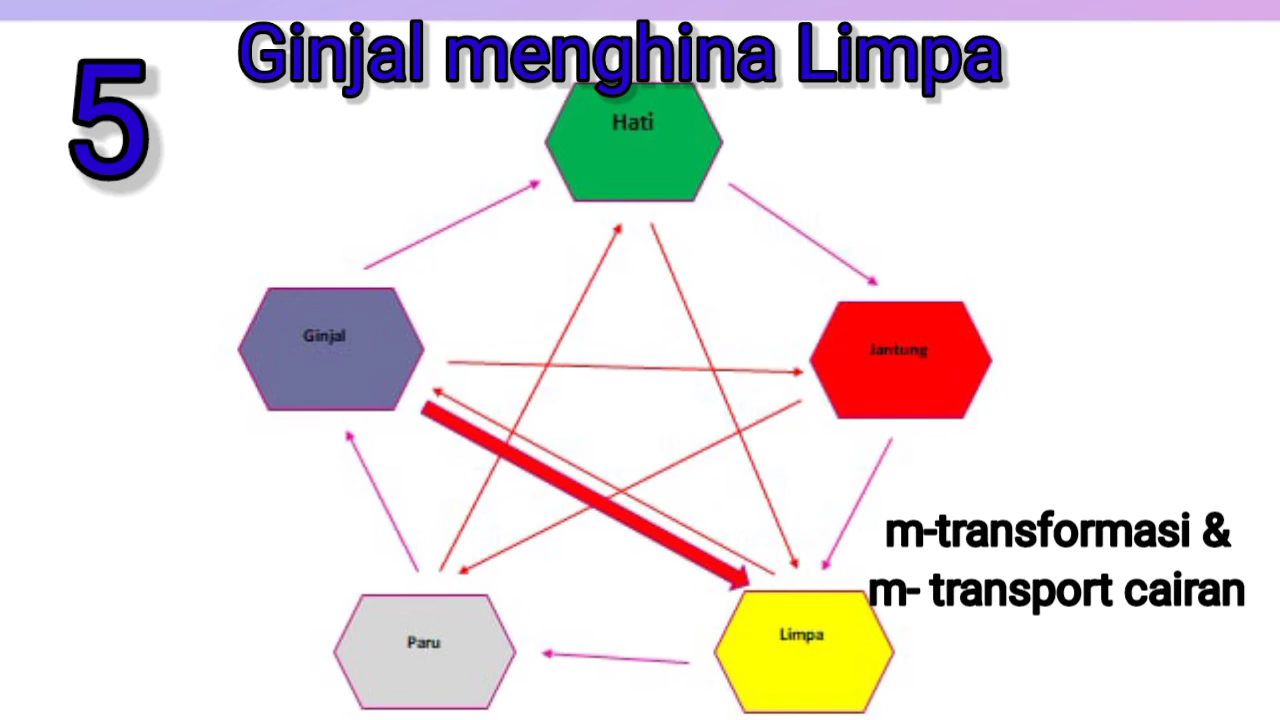 Ginjal menghina Limpa
5
Hati
Ginjal
Jantung
m-transformasi &
m- transport cairan
Paru
Limpa